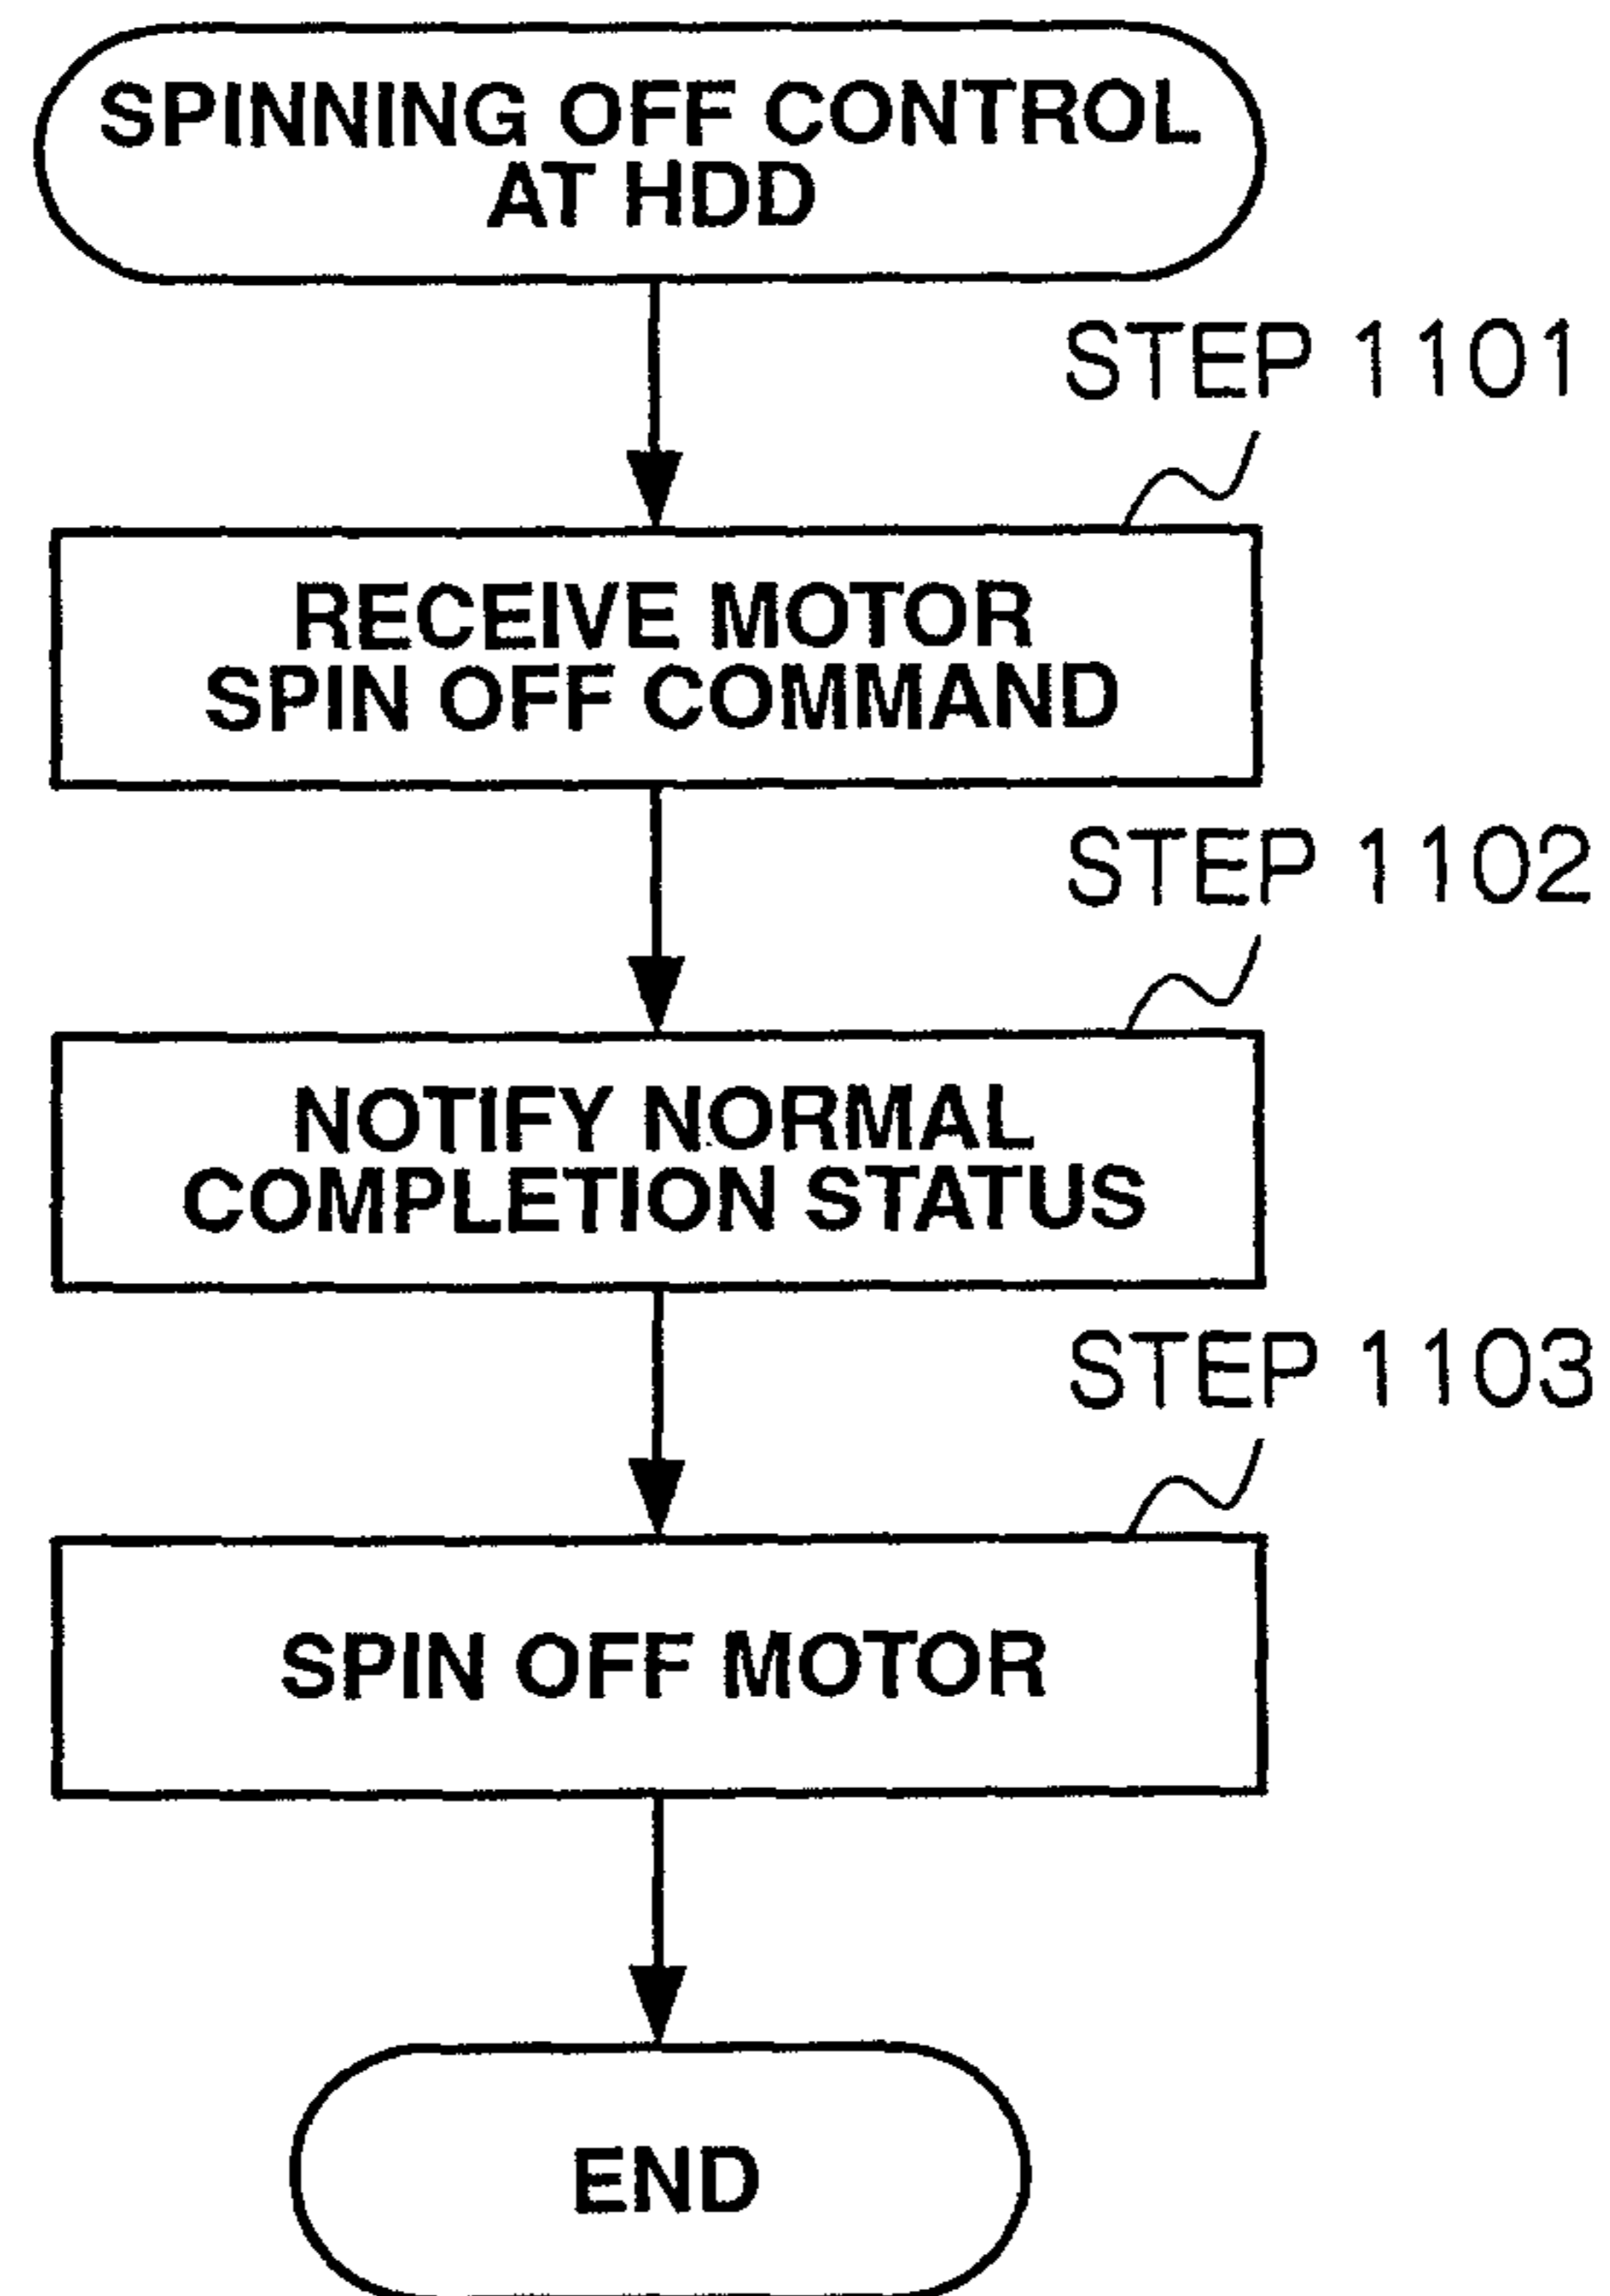 SPINNING OFF CONTROL
AT HDD
STEP 1101
RECEIVE MOTOR
SPIN OFF COMMAND
STEP 1102
NOTIFY NORMAL
COMPLETION STATUS
STEP 1103
SPIN OFF MOTOR
END